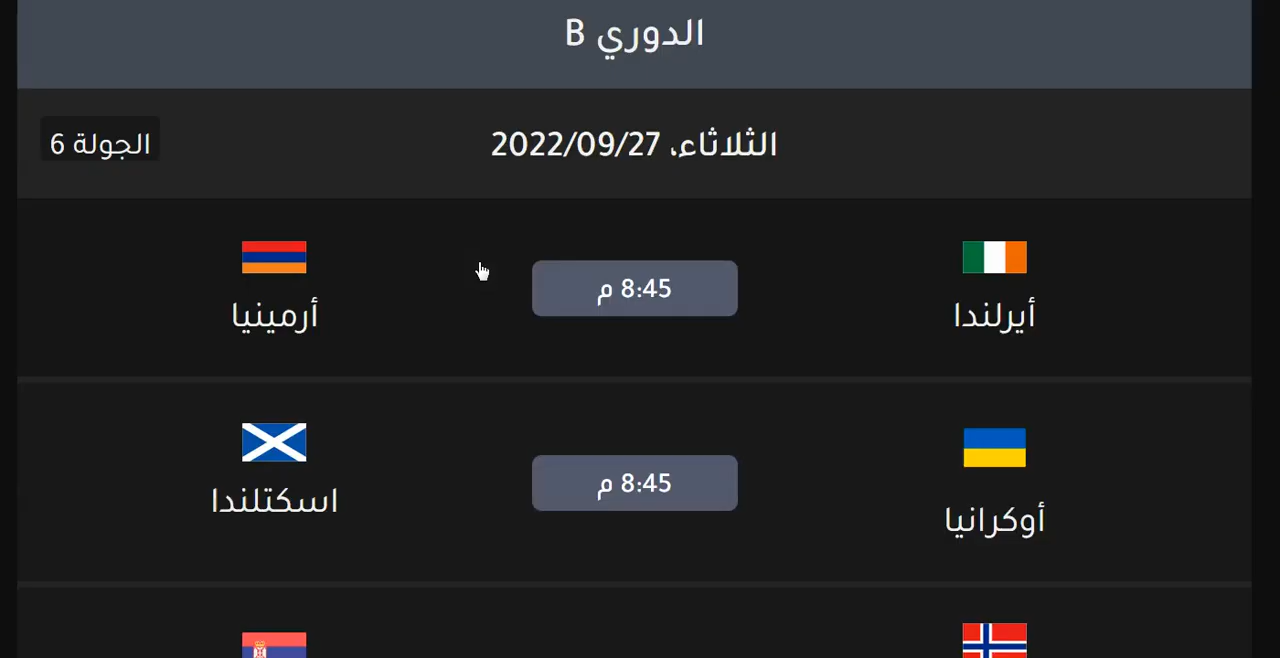 الدوري B
الثلاثاء، 2022/09/27
الجولة 6
أيرلندا
8:45 م
أرمينيا
أوكرانيا
8:45 م
اسكتلندا